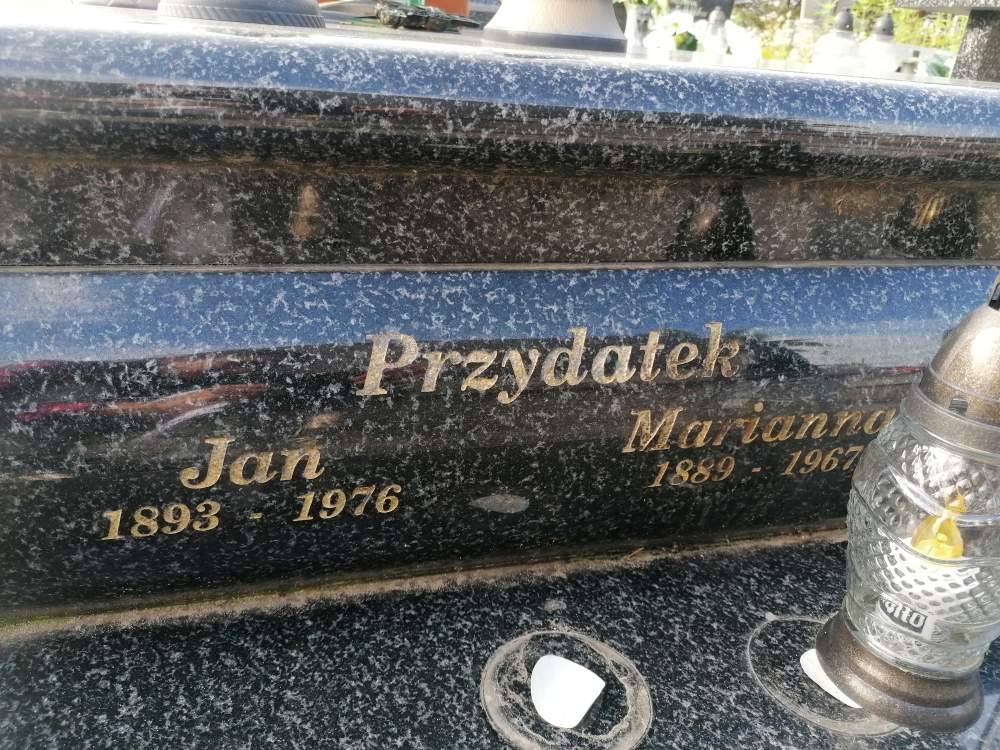 Przydatek
Jan
1893 - 1976
Marianna
1889 - 1967